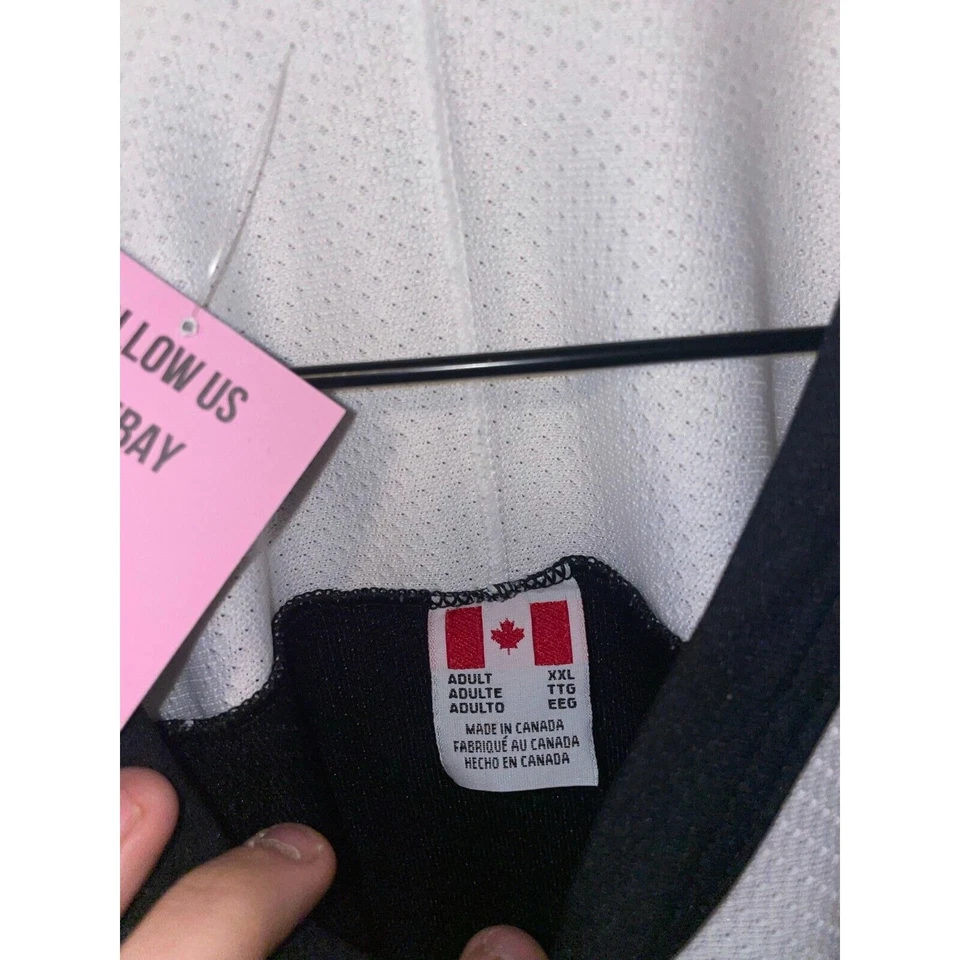 LLOW US
BAY
ADULT XXL
ADULTE TTG
ADULTO EEG
MADE IN CANADA
FABRIQUÉ AU CANADA
HECHO EN CANADA